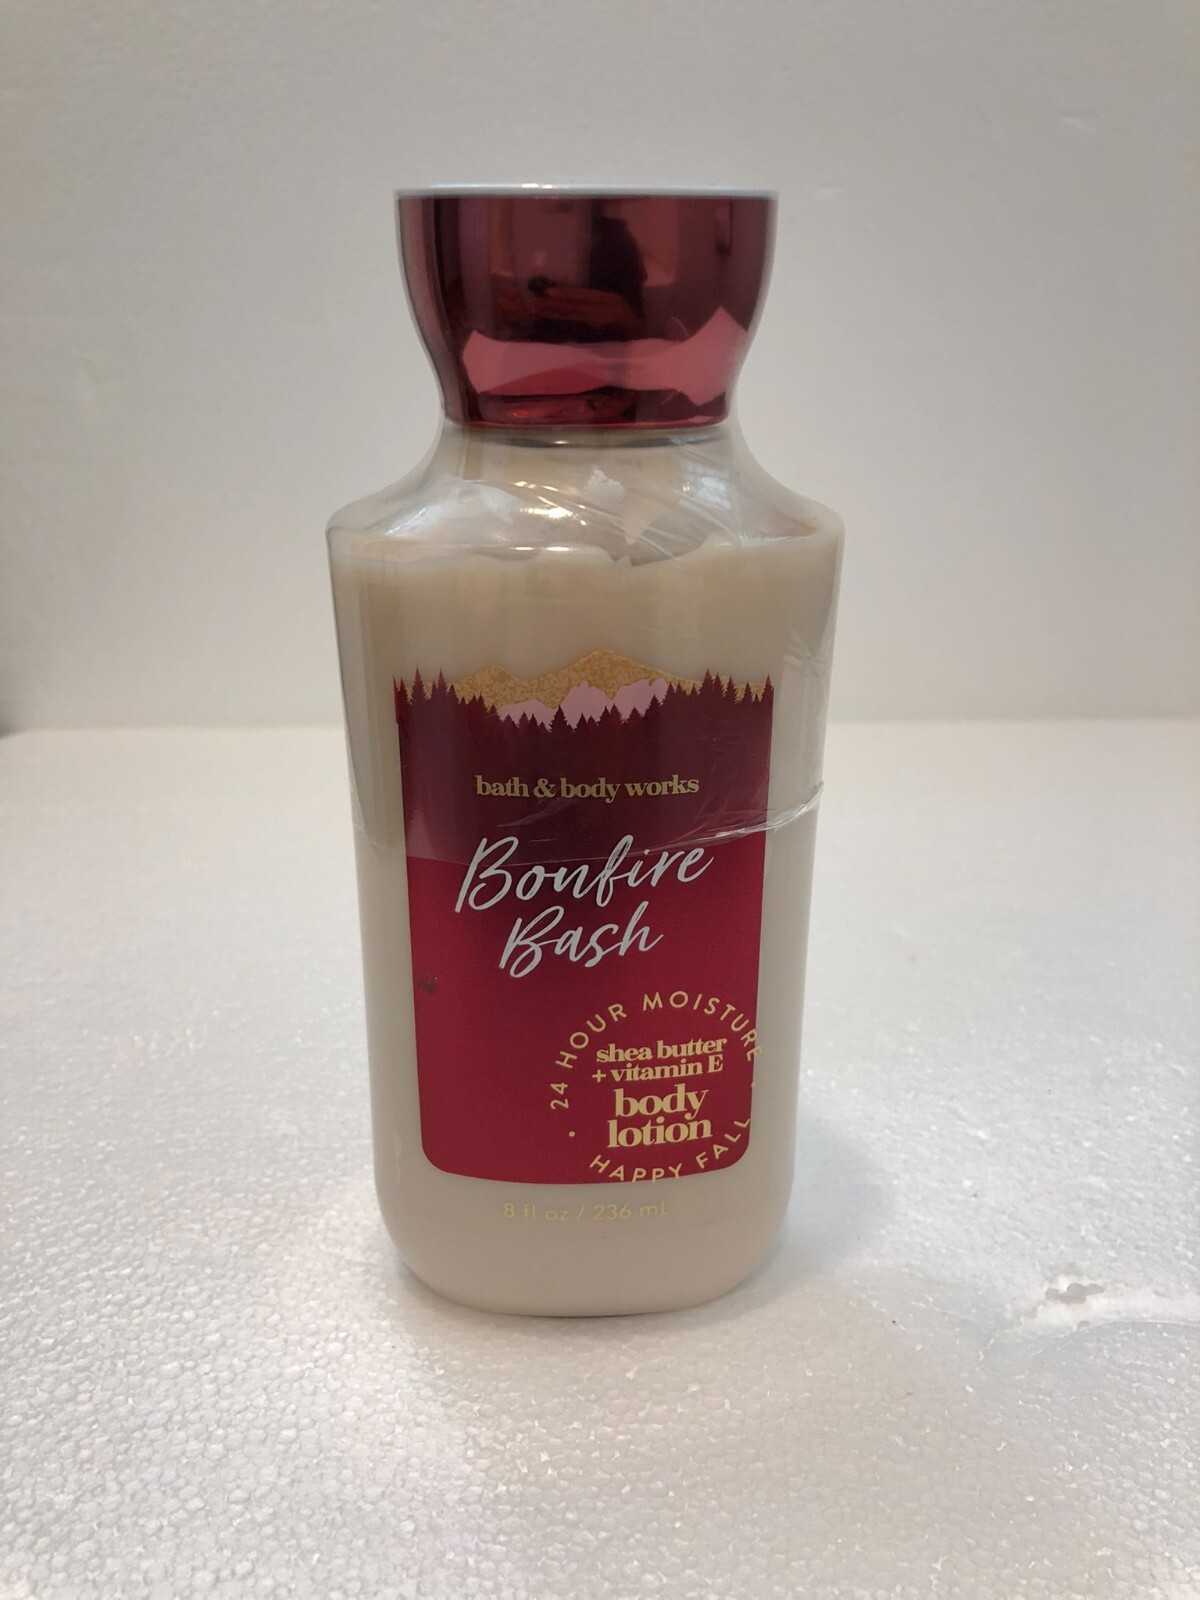 bath & body works
Bonfire
Bash
24 HOUR MOISTURE
shea butter
+ vitamin E
body
lotion
HAPPY FALL
8 fl oz / 236 mL